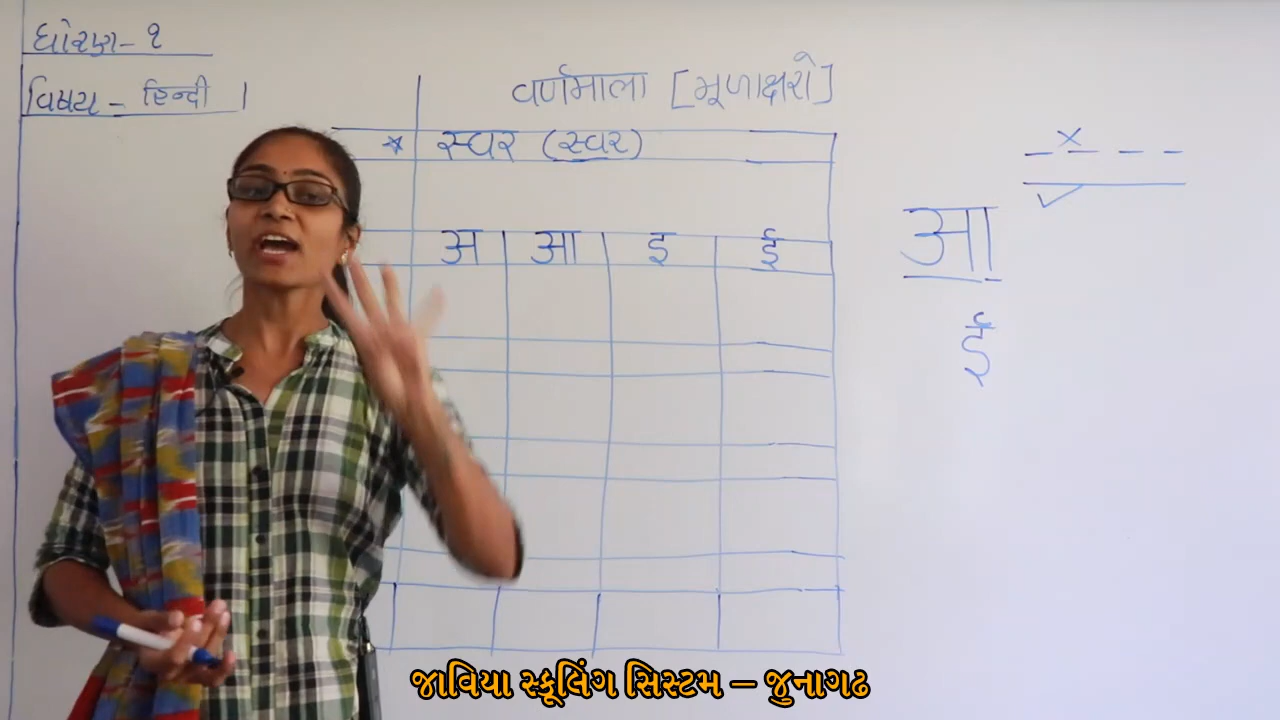 ધોરણ - ૧
વિષય - हिन्दी
વર્ણમાલા [મૂળાક્ષરો]
* स्वर (સ્વર)
अ आ इ ई
आ
ई
જાવિયા સ્કૂલિંગ સિસ્ટમ – જુનાગઢ